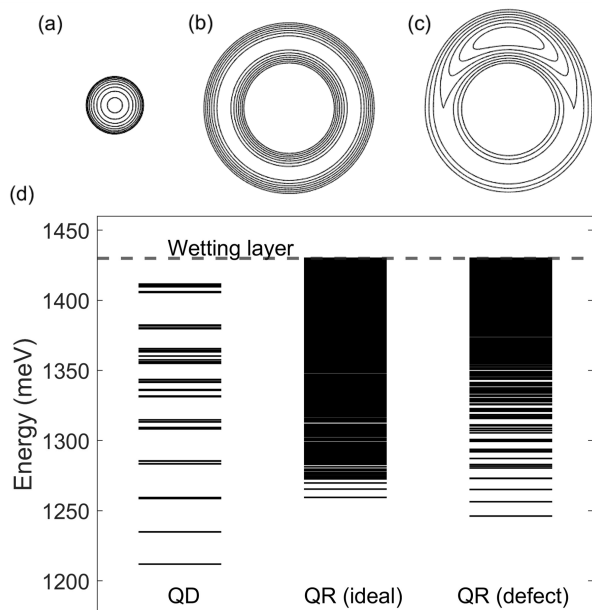 (a)
(b)
(c)
(d)
1450
Wetting layer
1400
1350
1300
1250
1200
Energy (meV)
QD
QR (ideal)
QR (defect)